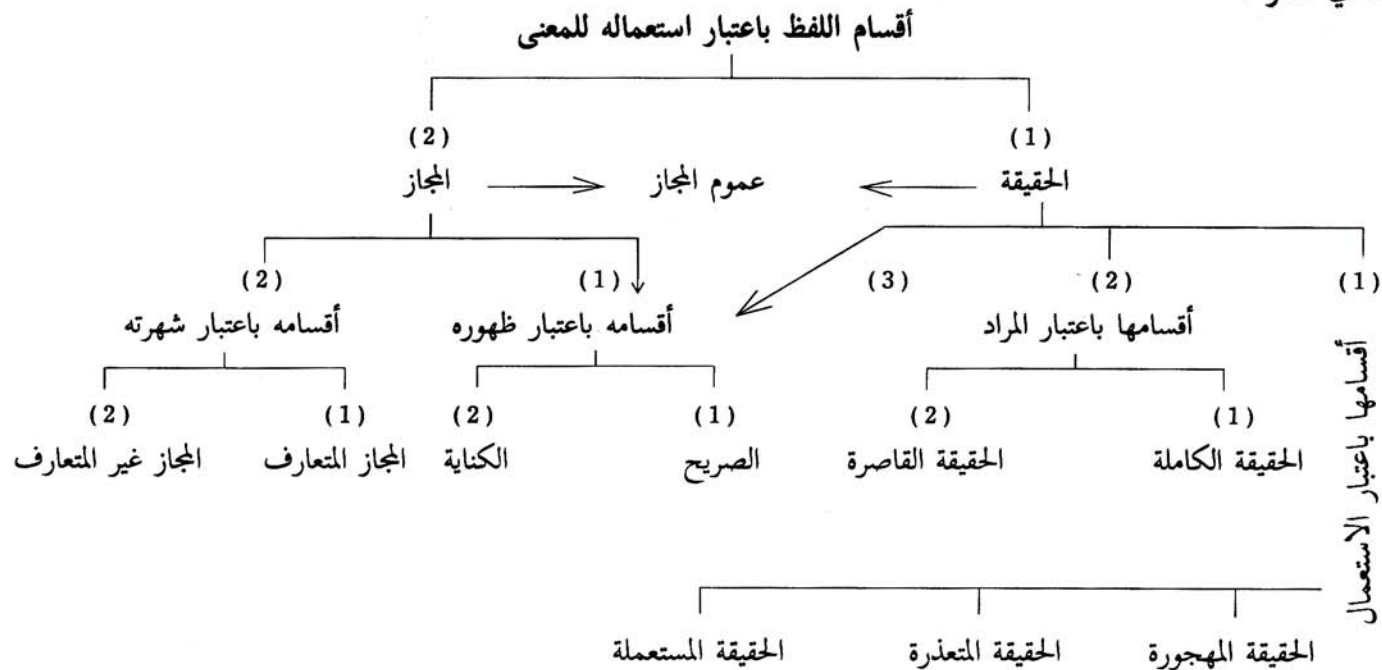 أقسام اللفظ باعتبار استعماله للمعنى
(1) (2)
الحقيقة عموم المجاز المجاز
(1) (2) (3) (1) (2)
أقسامها باعتبار الاستعمال
أقسامها باعتبار المراد أقسامه باعتبار ظهوره أقسامه باعتبار شهرته
(1) (2) (1) (2) (1) (2)
الحقيقة الكاملة الحقيقة القاصرة الصريح الكناية المجاز المتعارف المجاز غير المتعارف
الحقيقة المهجورة الحقيقة المتعذرة الحقيقة المستعملة